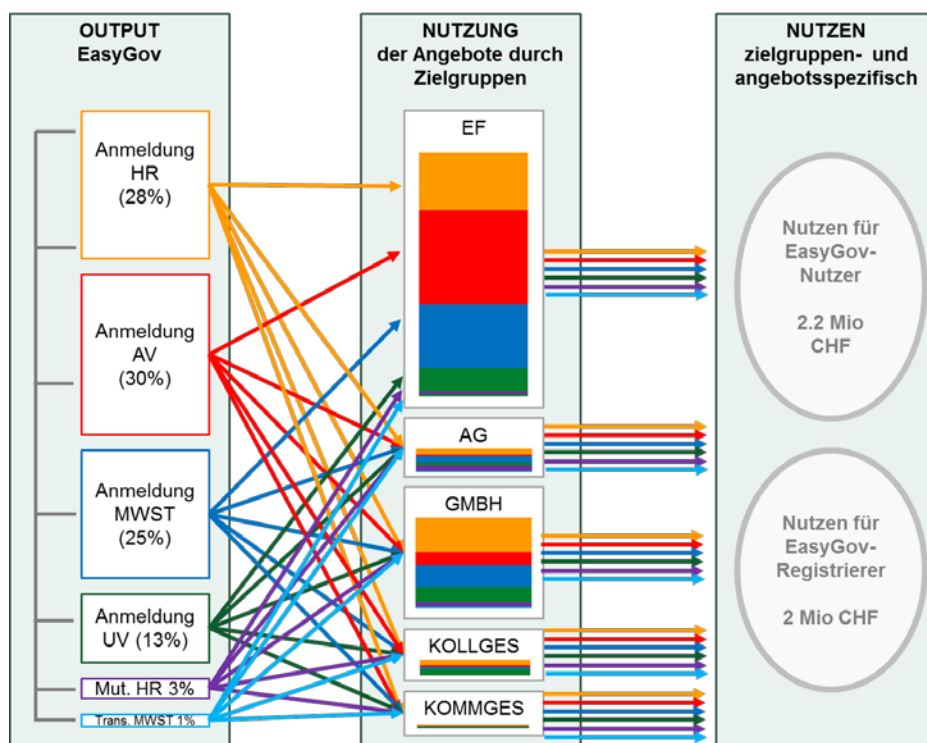 OUTPUT
EasyGov
Anmeldung
HR
(28%)
Anmeldung
AV
(30%)
Anmeldung
MWST
(25%)
Anmeldung
UV (13%)
Mut. HR 3%
Trans. MWST 1%
NUTZUNG
der Angebote durch
Zielgruppen
EF
AG
GMBH
KOLLGES
KOMMGES
NUTZEN
zielgruppen- und
angebotsspezifisch
Nutzen für
EasyGov-
Nutzer
2.2 Mio
CHF
Nutzen für
EasyGov-
Registrierer
2 Mio CHF